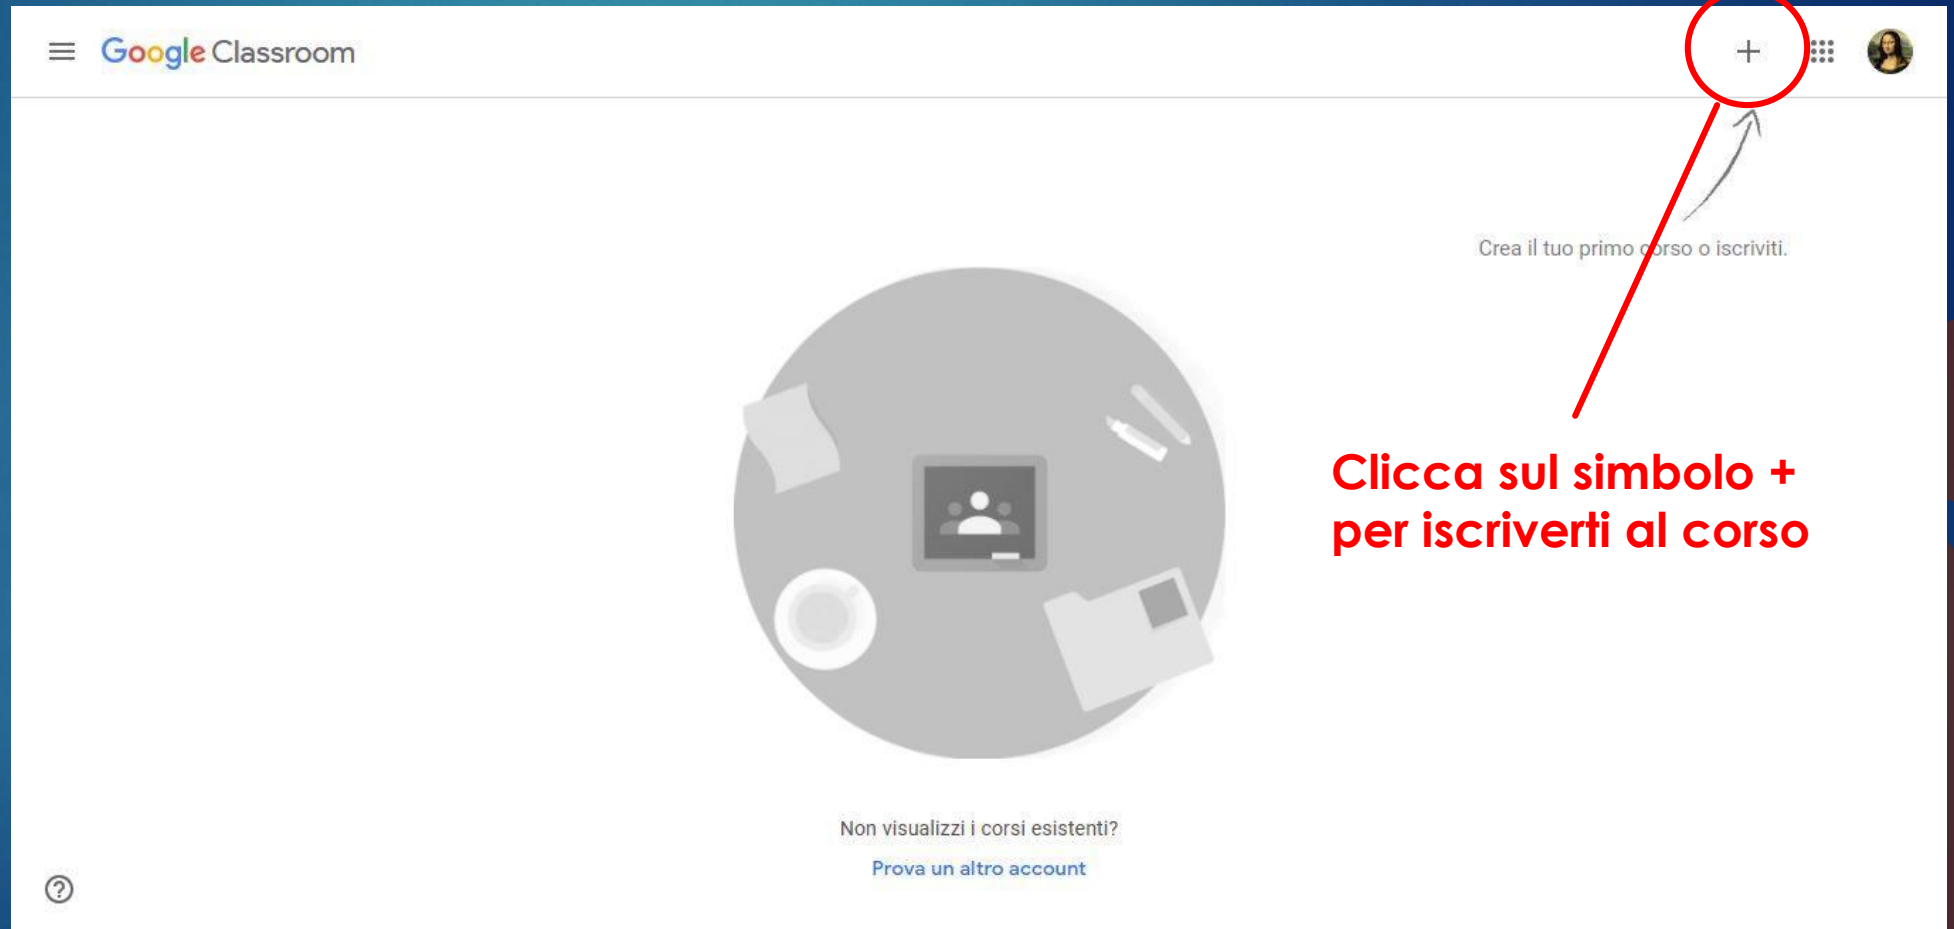 Google Classroom
+
Crea il tuo primo corso o iscriviti.
Clicca sul simbolo +
per iscriverti al corso
Non visualizzi i corsi esistenti?
Prova un altro account
?